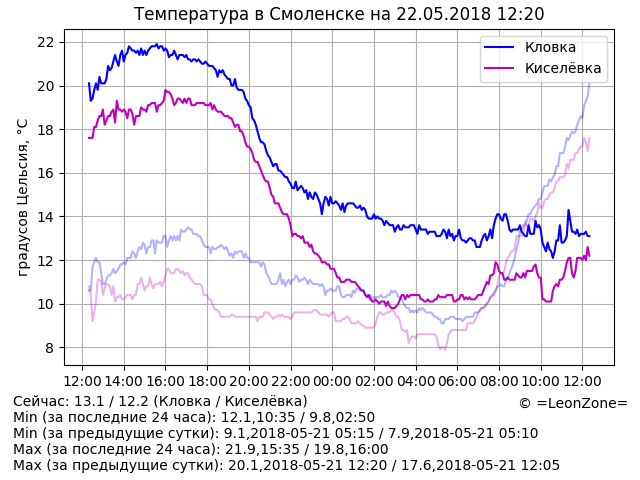 Температура в Смоленске на 22.05.2018 12:20
Кловка
Киселёвка
градусов Цельсия, °C
22
20
18
16
14
12
10
8
12:00 14:00 16:00 18:00 20:00 22:00 00:00 02:00 04:00 06:00 08:00 10:00 12:00
Сейчас: 13.1 / 12.2 (Кловка / Киселёвка)
© =LeonZone=
Min (за последние 24 часа): 12.1,10:35 / 9.8,02:50
Min (за предыдущие сутки): 9.1,2018-05-21 05:15 / 7.9,2018-05-21 05:10
Max (за последние 24 часа): 21.9,15:35 / 19.8,16:00
Max (за предыдущие сутки): 20.1,2018-05-21 12:20 / 17.6,2018-05-21 12:05